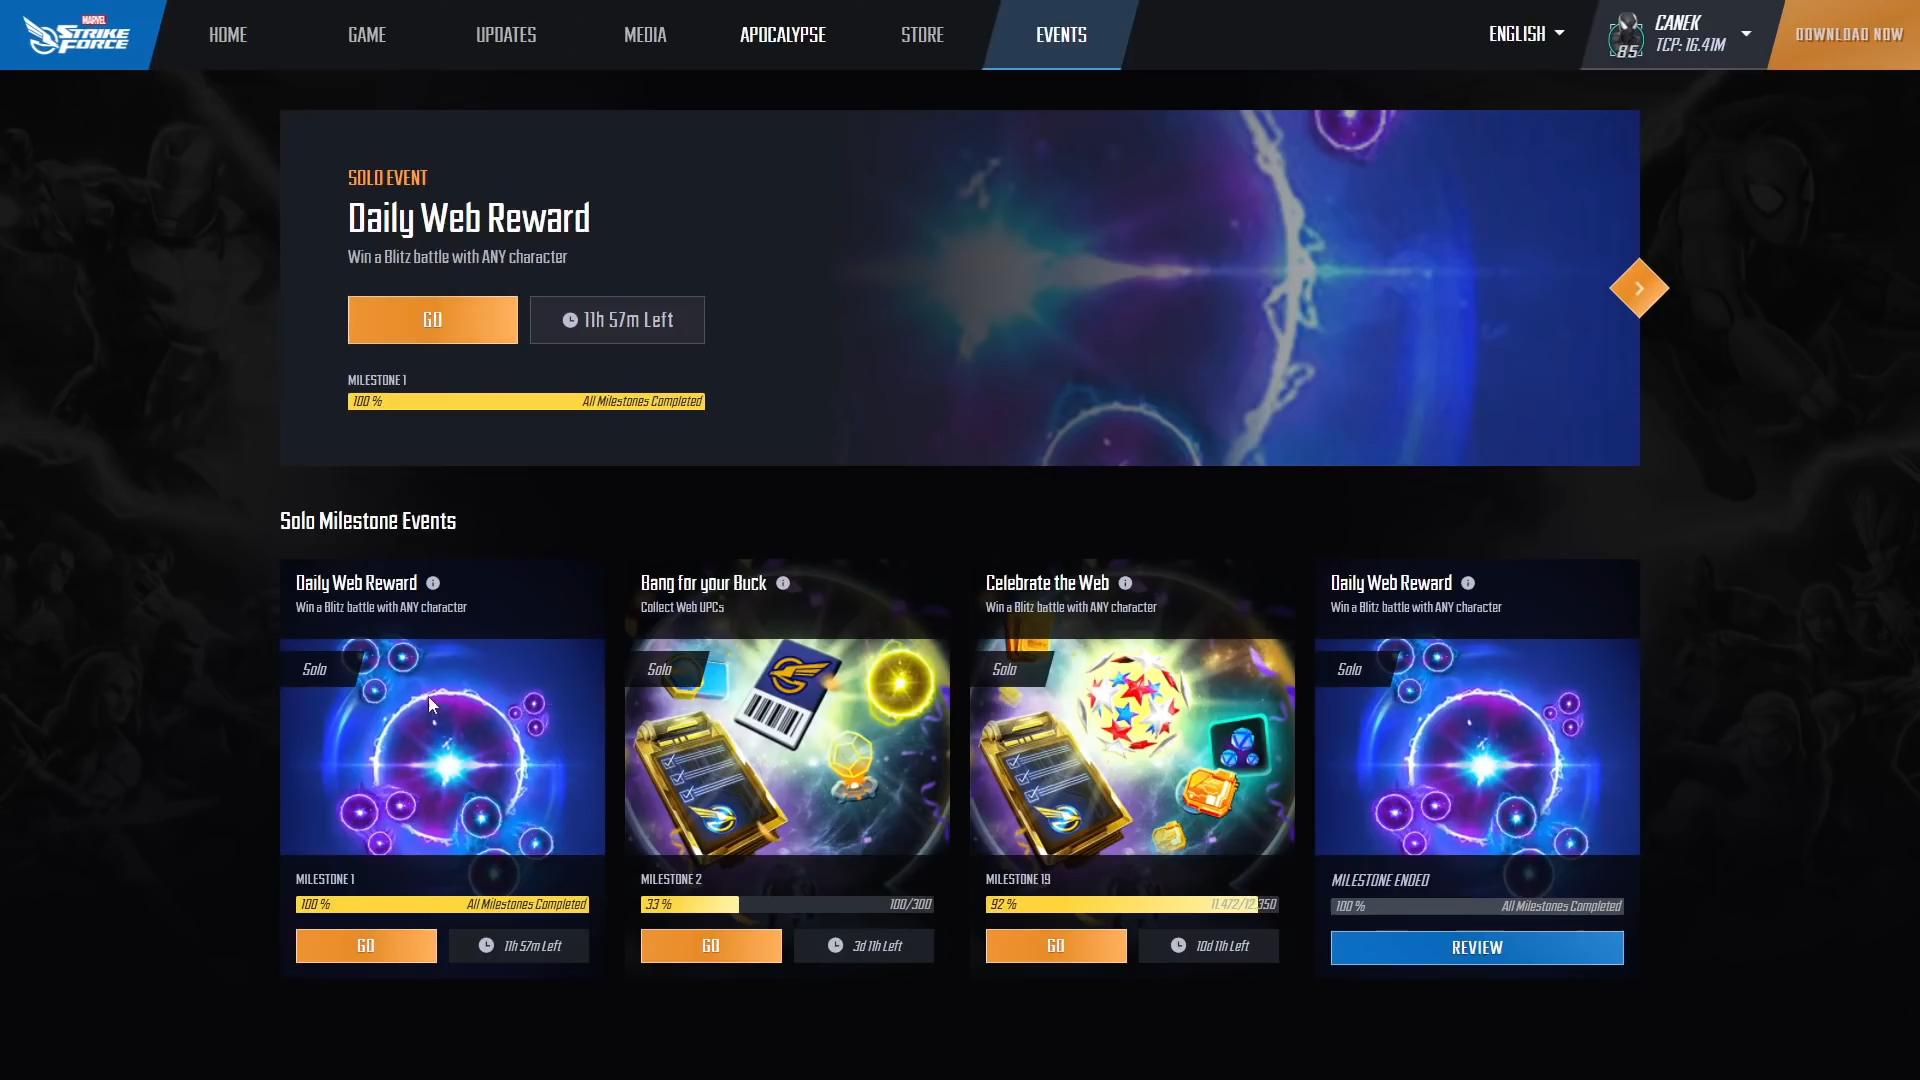 MARVEL
STRIKE
FORCE
HOME
GAME
UPDATES
MEDIA
APOCALYPSE
STORE
EVENTS
ENGLISH
85
CANEK
TCP: 16.41M
DOWNLOAD NOW
SOLO EVENT
Daily Web Reward
Win a Blitz battle with ANY character
GO
11h 57m Left
MILESTONE 1
100 %
All Milestones Completed
Solo Milestone Events
Daily Web Reward
Win a Blitz battle with ANY character
Solo
MILESTONE 1
100 %
All Milestones Completed
GO
11h 57m Left
Bang for your Buck
Collect Web UPCs
Solo
MILESTONE 2
33 %
100/300
GO
3d 11h Left
Celebrate the Web
Win a Blitz battle with ANY character
Solo
MILESTONE 19
92 %
11,472/12,350
GO
10d 11h Left
Daily Web Reward
Win a Blitz battle with ANY character
Solo
MILESTONE ENDED
100 %
All Milestones Completed
REVIEW